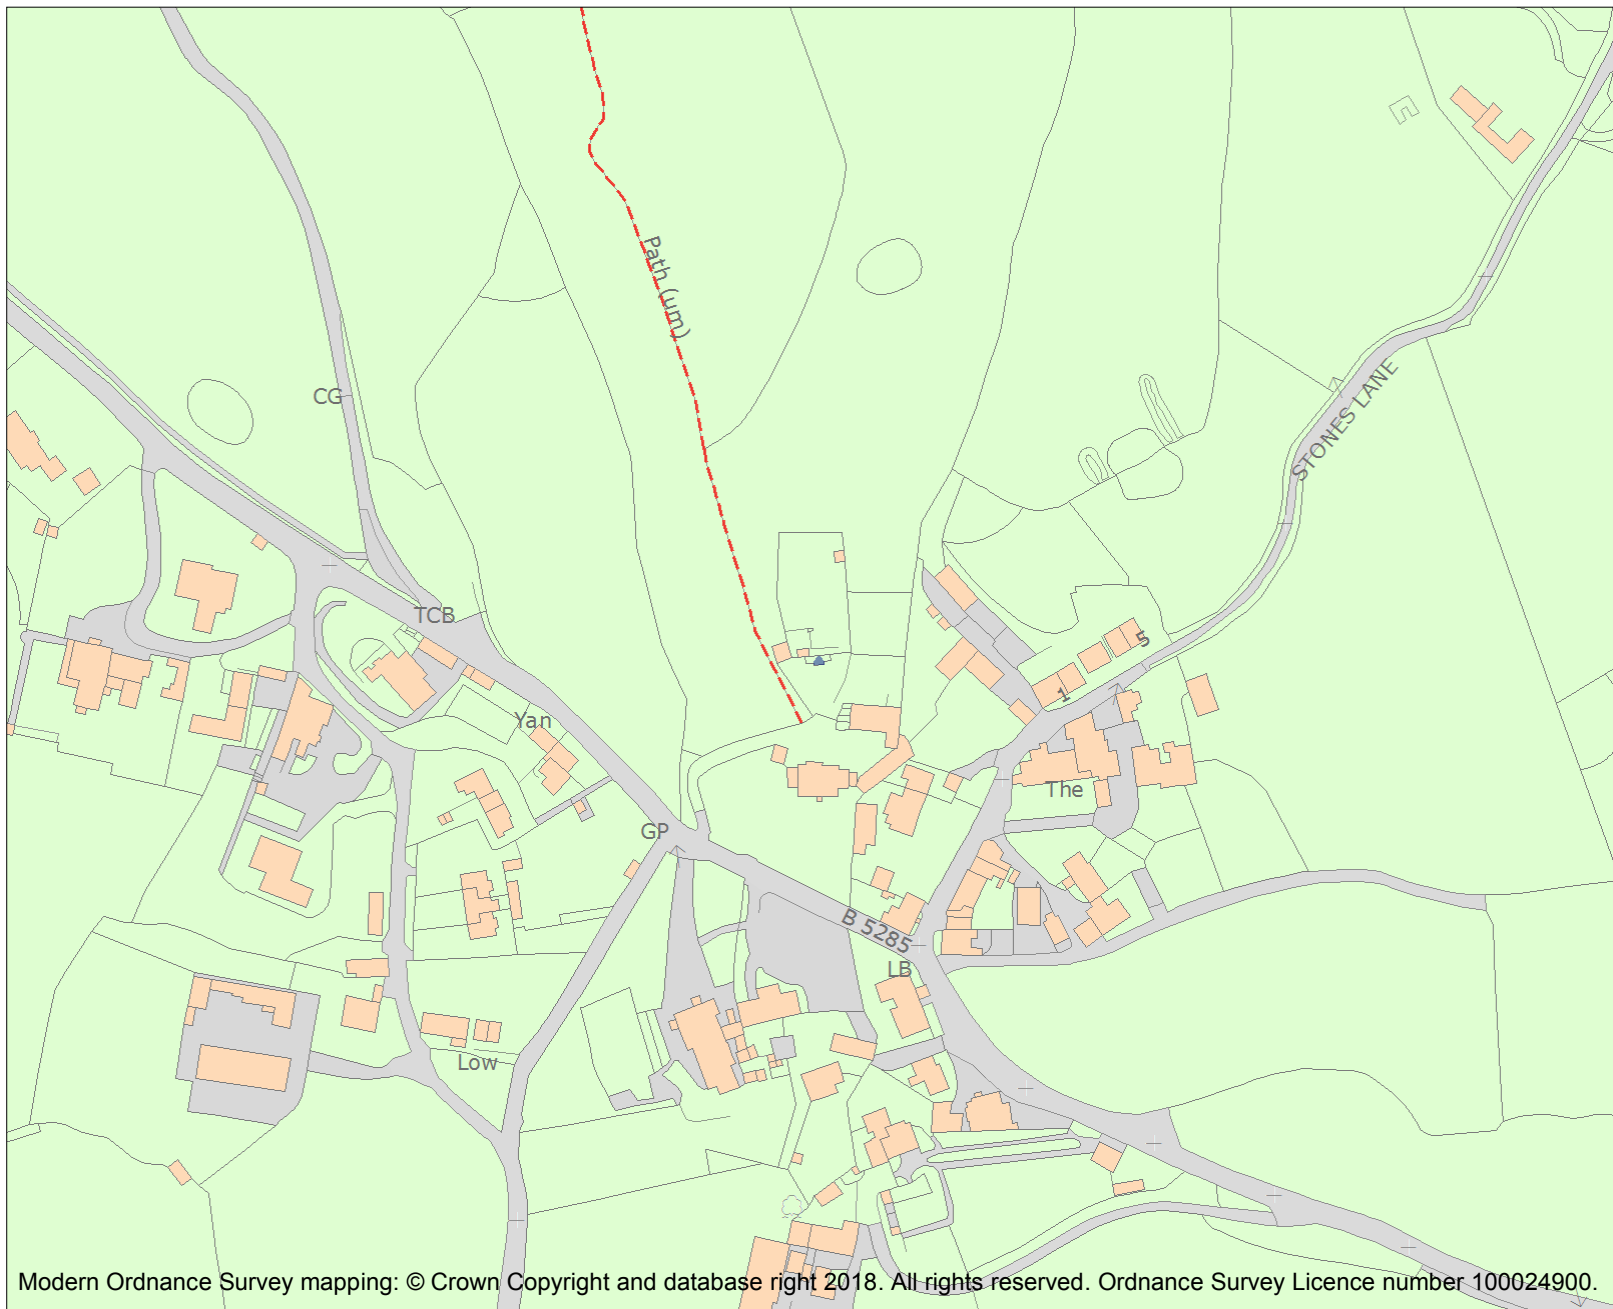 Path (um)
CG
STONES LANE
TCB
5
1
Yan
The
GP
B 5285
LB
Low
Modern Ordnance Survey mapping: © Crown Copyright and database right 2018. All rights reserved. Ordnance Survey Licence number 100024900.